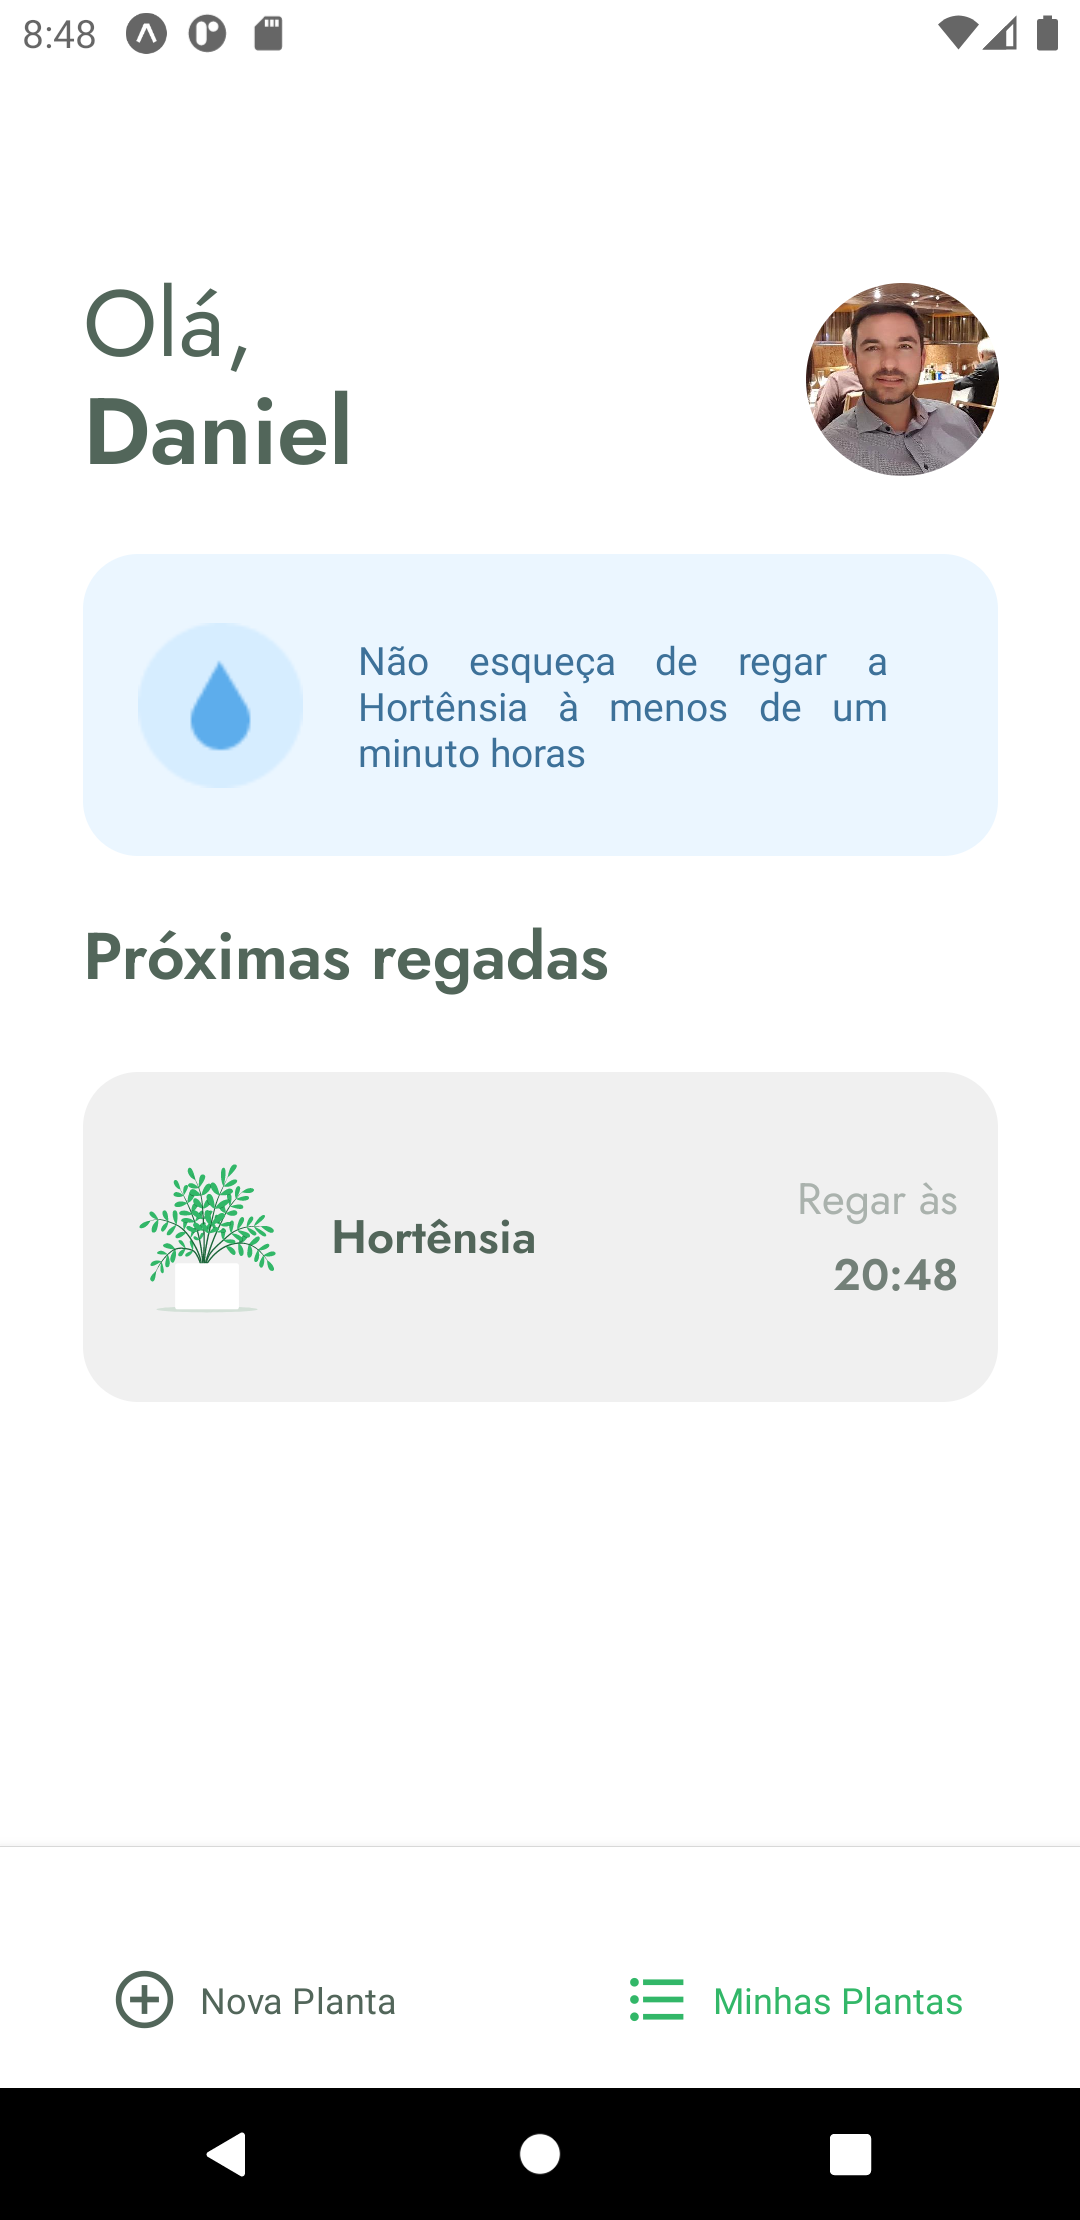 8:48
Olá,
Daniel
Não esqueça de regar a
Hortênsia à menos de um
minuto horas
Próximas regadas
Hortênsia
Regar às
20:48
Nova Planta
Minhas Plantas